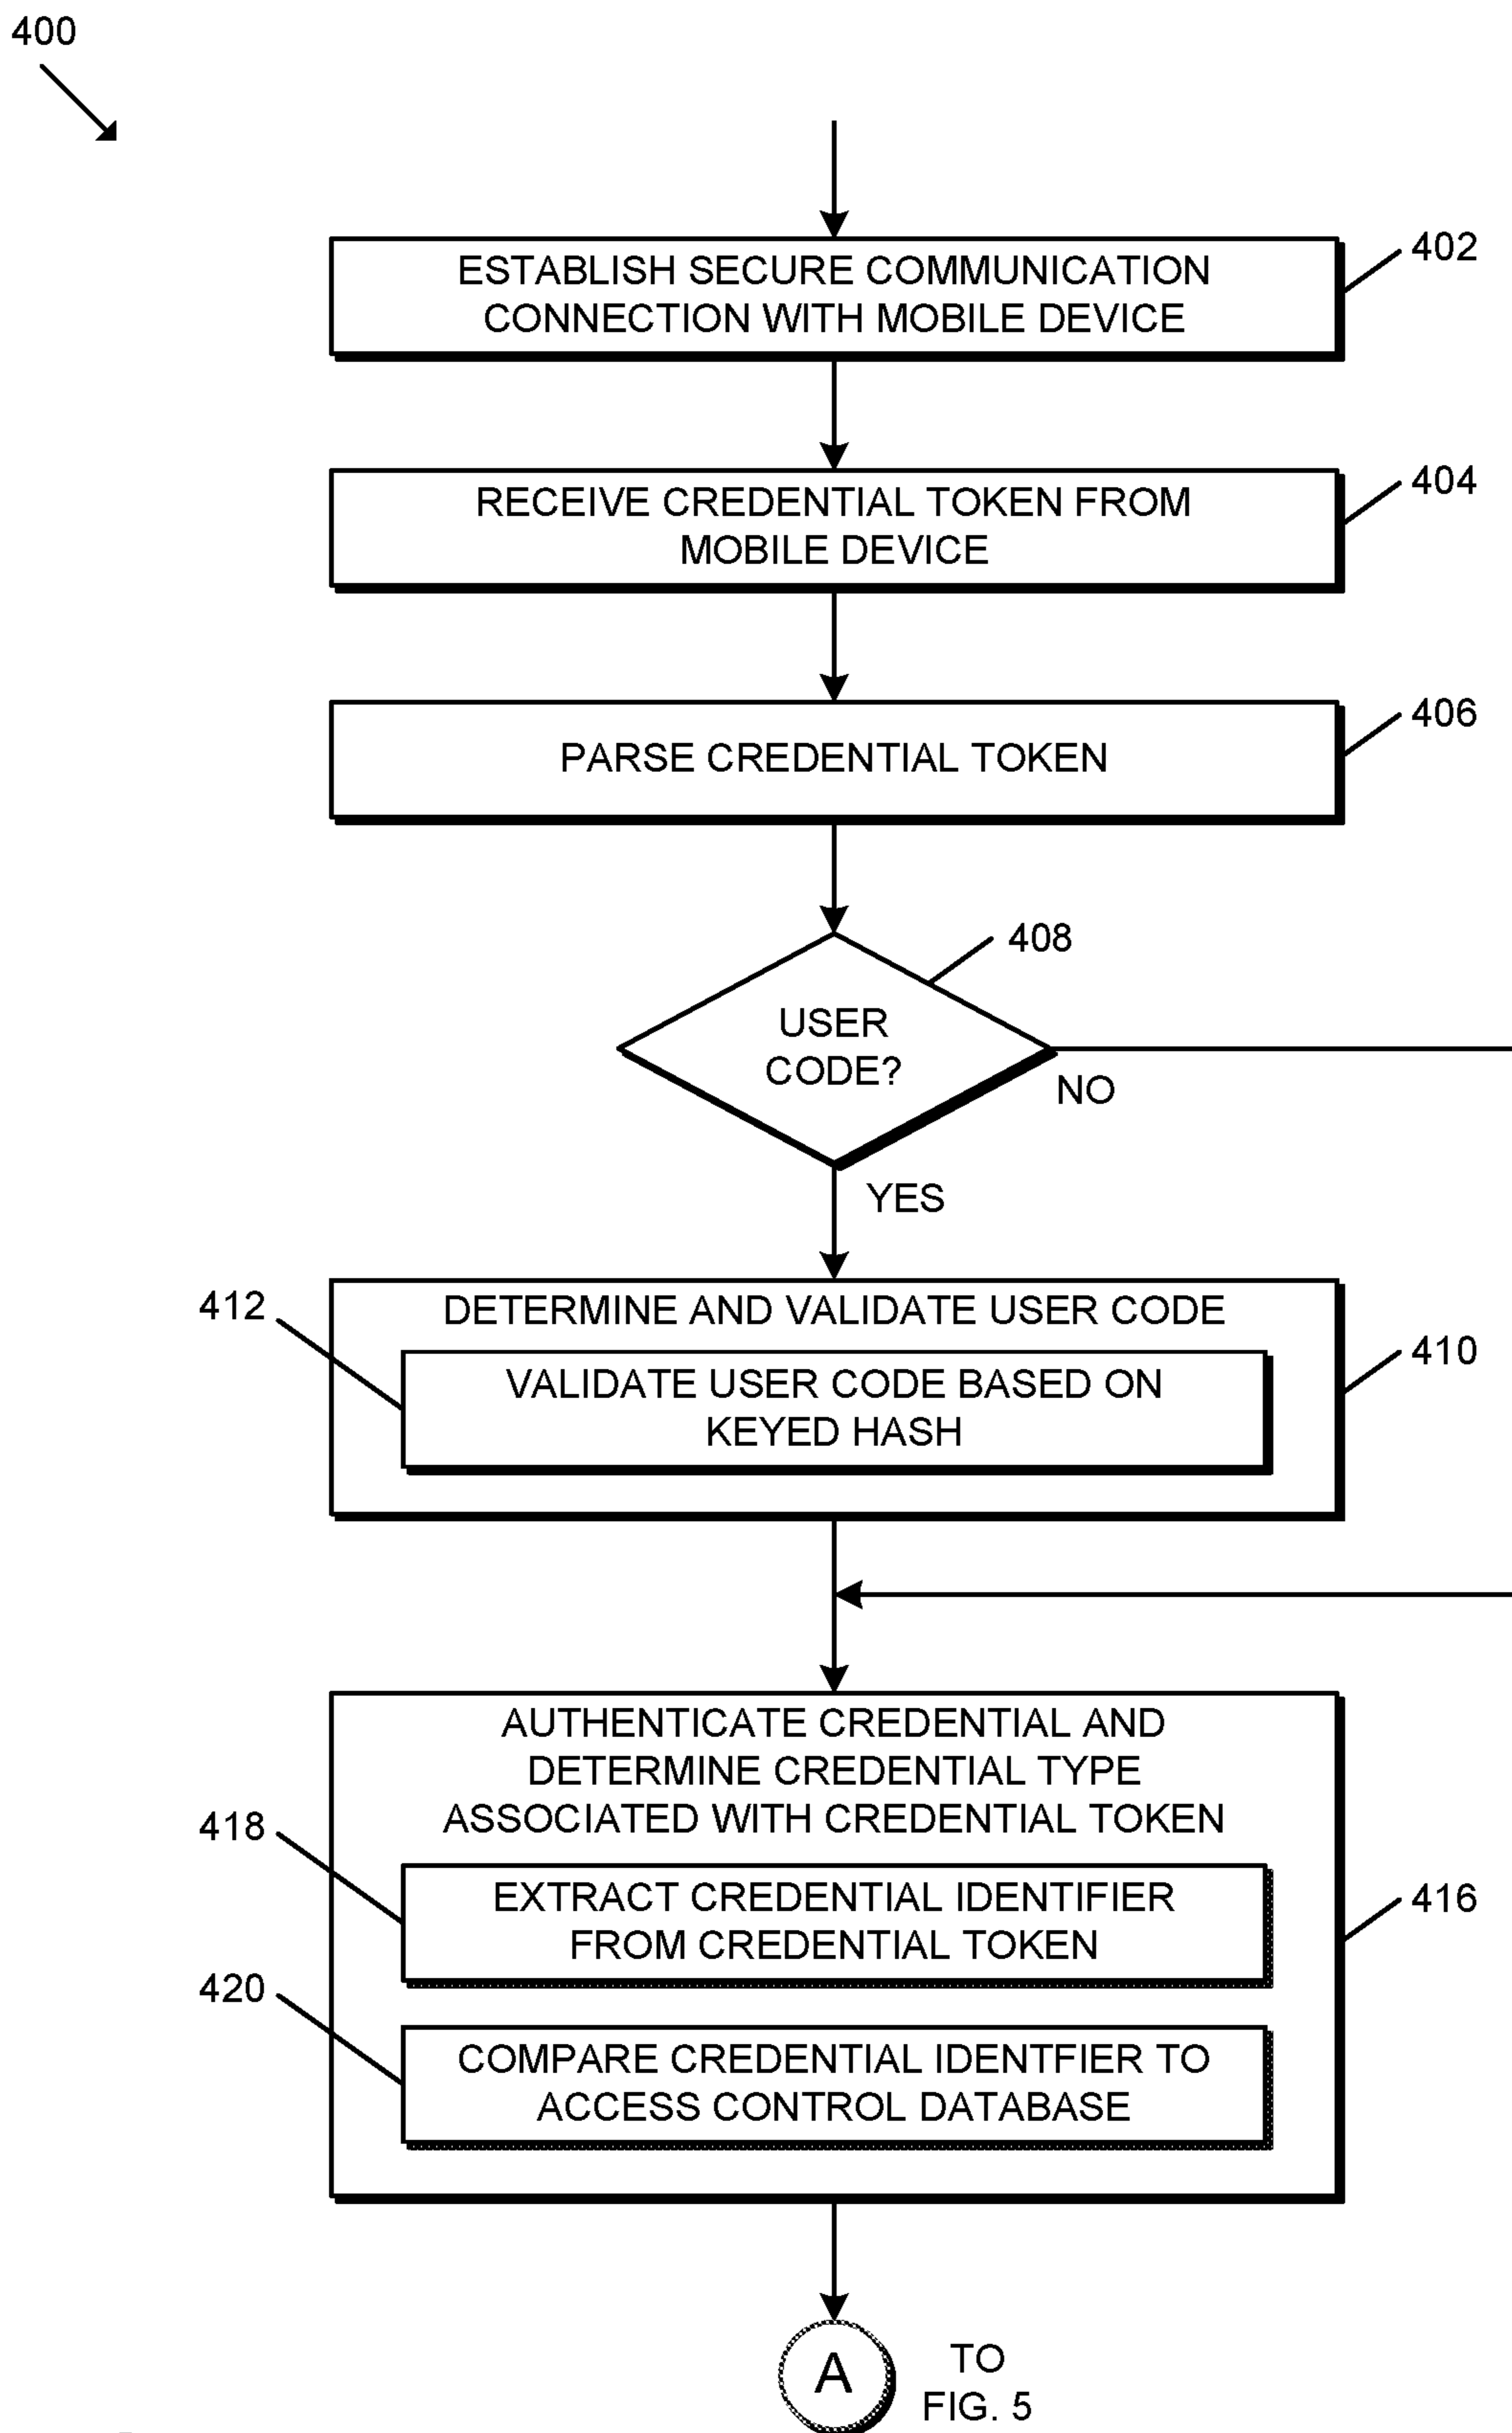 400
ESTABLISH SECURE COMMUNICATION
CONNECTION WITH MOBILE DEVICE
402
RECEIVE CREDENTIAL TOKEN FROM
MOBILE DEVICE
404
PARSE CREDENTIAL TOKEN
406
408
USER
CODE?
NO
YES
412
DETERMINE AND VALIDATE USER CODE
VALIDATE USER CODE BASED ON
KEYED HASH
410
AUTHENTICATE CREDENTIAL AND
DETERMINE CREDENTIAL TYPE
ASSOCIATED WITH CREDENTIAL TOKEN
418
EXTRACT CREDENTIAL IDENTIFIER
FROM CREDENTIAL TOKEN
416
420
COMPARE CREDENTIAL IDENTFIER TO
ACCESS CONTROL DATABASE
A
TO
FIG. 5